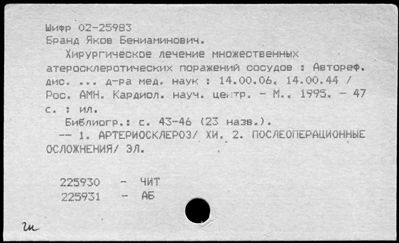 Шифр 02-25983
Бранд Яков Бениаминович.
Хирургическое лечение множественных
атеросклеротических поражений сосудов : Автореф.
дис. ... д-ра мед. наук : 14.00.06, 14.00.44 /
Рос. АМН. Кардиол. науч. центр. - М., 1995. - 47
с. : ил.
Библиогр.: с. 43-46 (23 назв.).
-- 1. АРТЕРИОСКЛЕРОЗ/ ХИ. 2. ПОСЛЕОПЕРАЦИОННЫЕ
ОСЛОЖНЕНИЯ/ ЭЛ.
225930 - ЧИТ
225931 - АБ